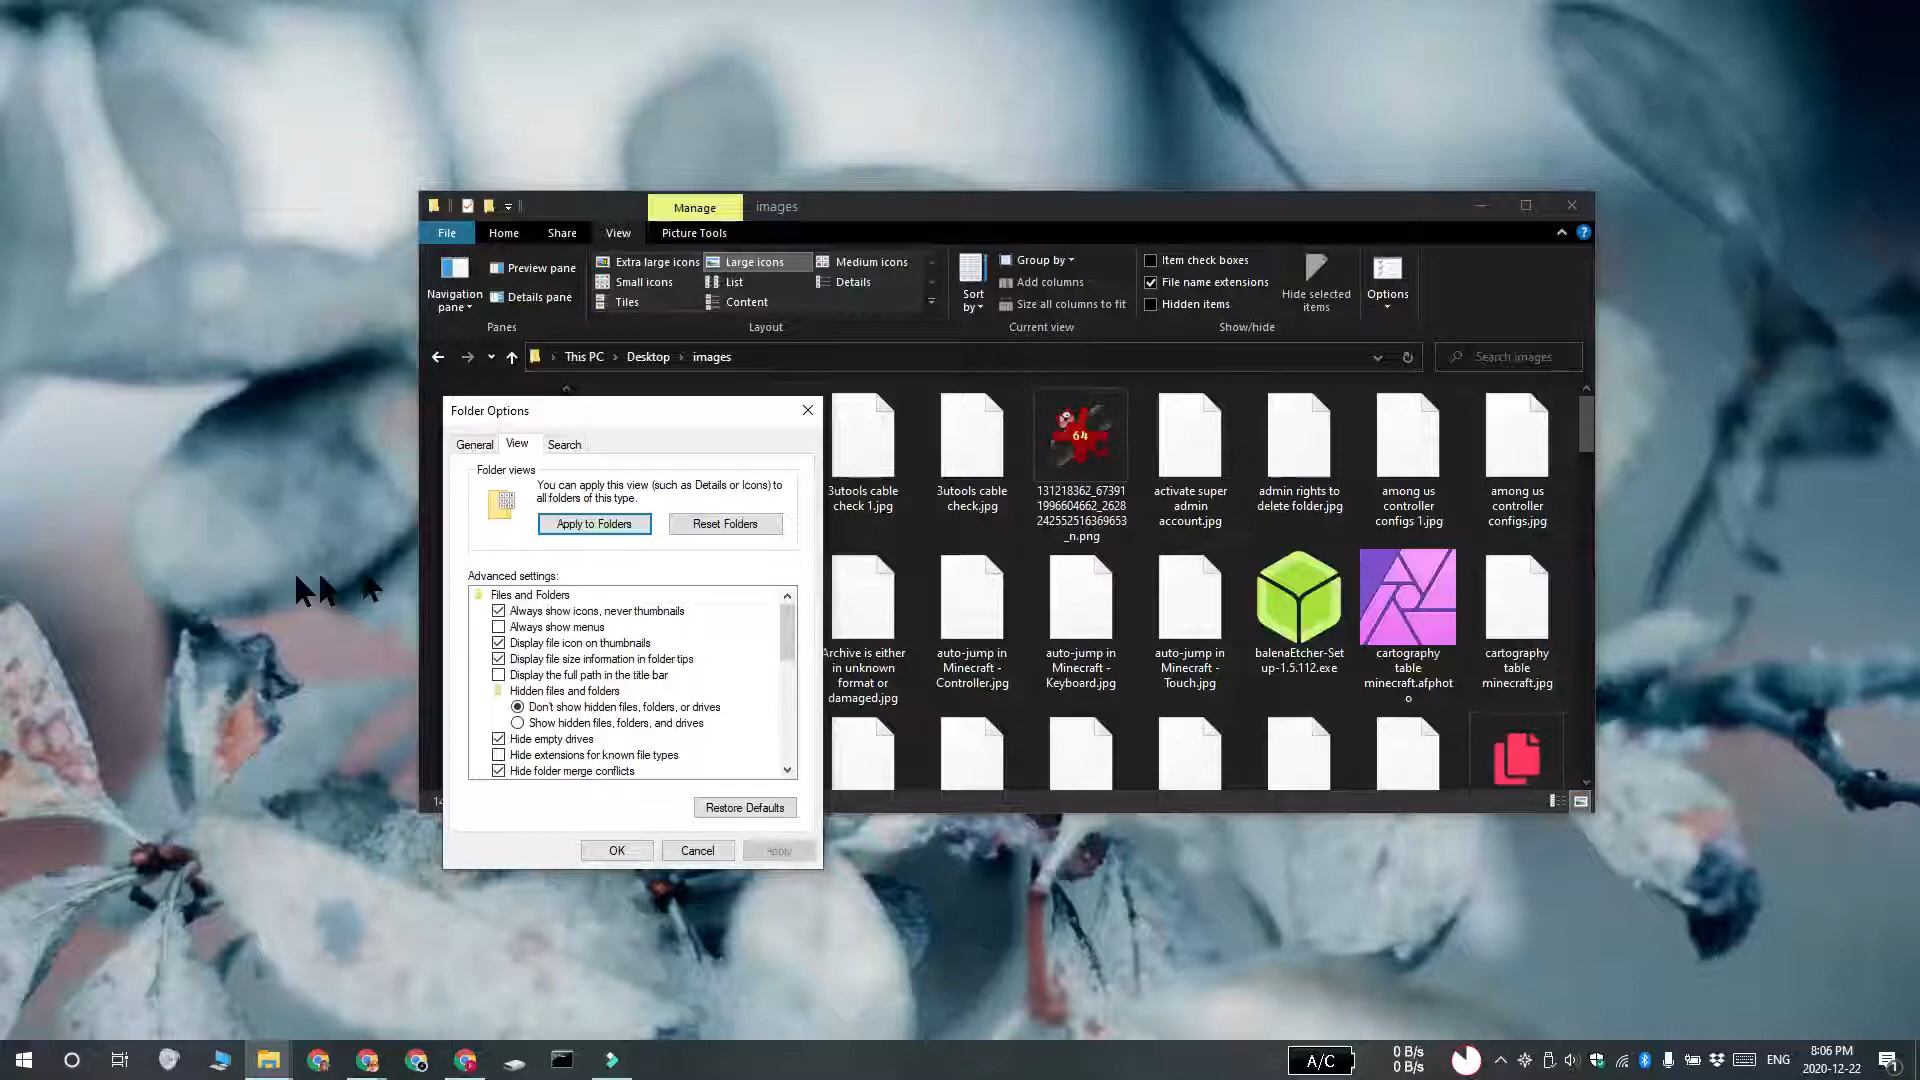 Manage
images
File
Home
Share
View
Picture Tools
Navigation
pane
Preview pane
Details pane
Panes
Extra large icons
Large icons
Medium icons
Small icons
List
Details
Tiles
Content
Layout
Sort
by
Group by
Add columns
Size all columns to fit
Current view
Item check boxes
File name extensions
Hidden items
Hide selected
items
Show/hide
Options
This PC
Desktop
images
Search images
Folder Options
General
View
Search
Folder views
You can apply this view (such as Details or Icons) to
all folders of this type.
Apply to Folders
Reset Folders
Advanced settings:
Files and Folders
Always show icons, never thumbnails
Always show menus
Display file icon on thumbnails
Display file size information in folder tips
Display the full path in the title bar
Hidden files and folders
Don't show hidden files, folders, or drives
Show hidden files, folders, and drives
Hide empty drives
Hide extensions for known file types
Hide folder merge conflicts
Restore Defaults
OK
Cancel
Apply
3utools cable
check 1.jpg
3utools cable
check.jpg
64
131218362_67391
1996604662_2628
242552516369653
_n.png
activate super
admin
account.jpg
admin rights to
delete folder.jpg
among us
controller
configs 1.jpg
among us
controller
configs.jpg
Archive is either
in unknown
format or
damaged.jpg
auto-jump in
Minecraft -
Controller.jpg
auto-jump in
Minecraft -
Keyboard.jpg
auto-jump in
Minecraft -
Touch.jpg
balenaEtcher-Set
up-1.5.112.exe
cartography
table
minecraft.afphot
o
cartography
table
minecraft.jpg
A/C
0 B/s
0 B/s
ENG
8:06 PM
2020-12-22
1